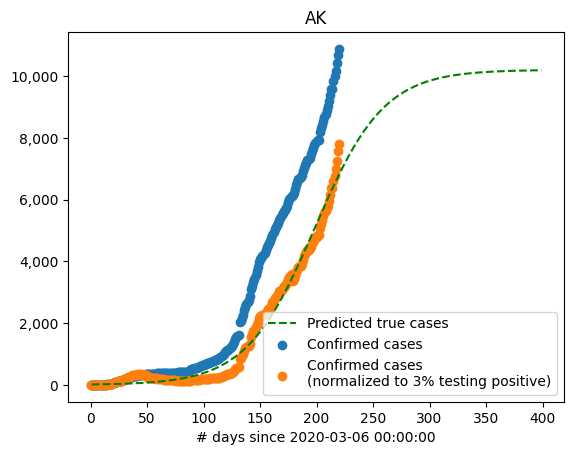 AK
10,000
8,000
6,000
4,000
2,000
0
Predicted true cases
Confirmed cases
Confirmed cases
(normalized to 3% testing positive)
0 50 100 150 200 250 300 350 400
# days since 2020-03-06 00:00:00